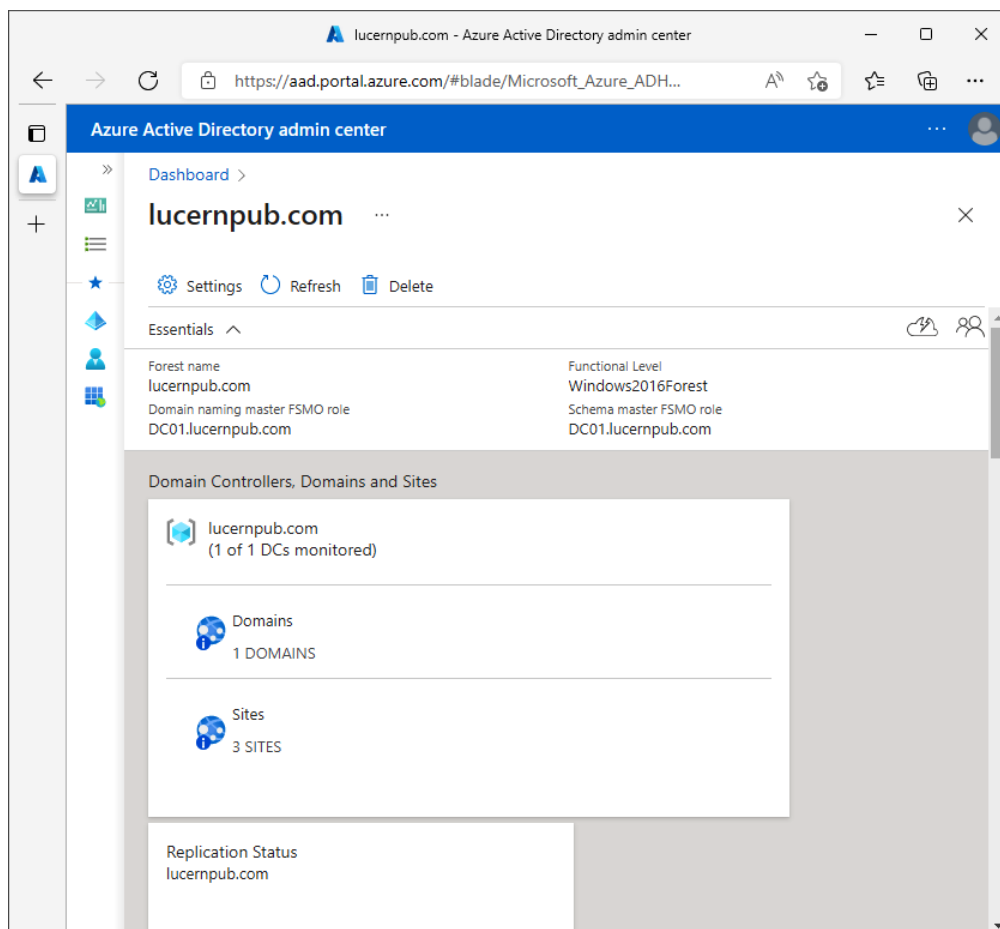 lucernpub.com - Azure Active Directory admin center
https://aad.portal.azure.com/#blade/Microsoft_Azure_ADH...
Azure Active Directory admin center
Dashboard >
lucernpub.com ...
Settings Refresh Delete
Essentials
Forest name
lucernpub.com
Functional Level
Windows2016Forest
Domain naming master FSMO role
DC01.lucernpub.com
Schema master FSMO role
DC01.lucernpub.com
Domain Controllers, Domains and Sites
lucernpub.com
(1 of 1 DCs monitored)
Domains
1 DOMAINS
Sites
3 SITES
Replication Status
lucernpub.com